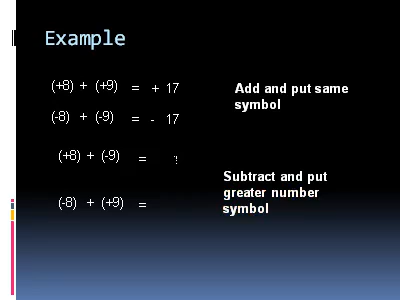 Example
(+8) + (+9) = + 17
Add and put same
symbol
(-8) + (-9) = - 17
(+8) + (-9) =
Subtract and put
greater number
symbol
(-8) + (+9) =